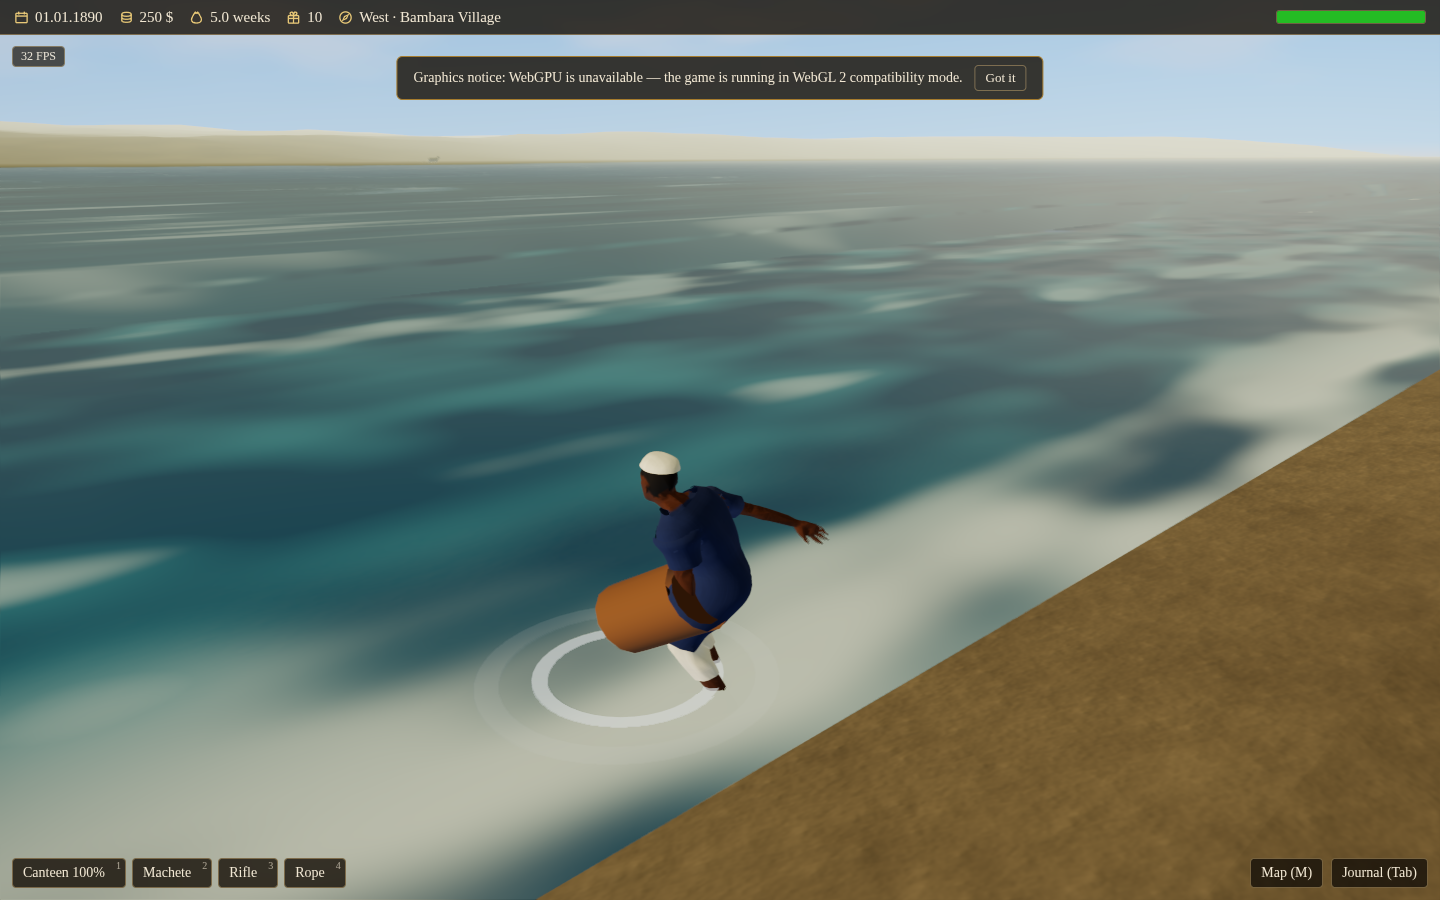 01.01.1890 250 $ 5.0 weeks 10 West · Bambara Village
32 FPS
Graphics notice: WebGPU is unavailable — the game is running in WebGL 2 compatibility mode. Got it
Canteen 100% 1 Machete 2 Rifle 3 Rope 4 Map (M) Journal (Tab)